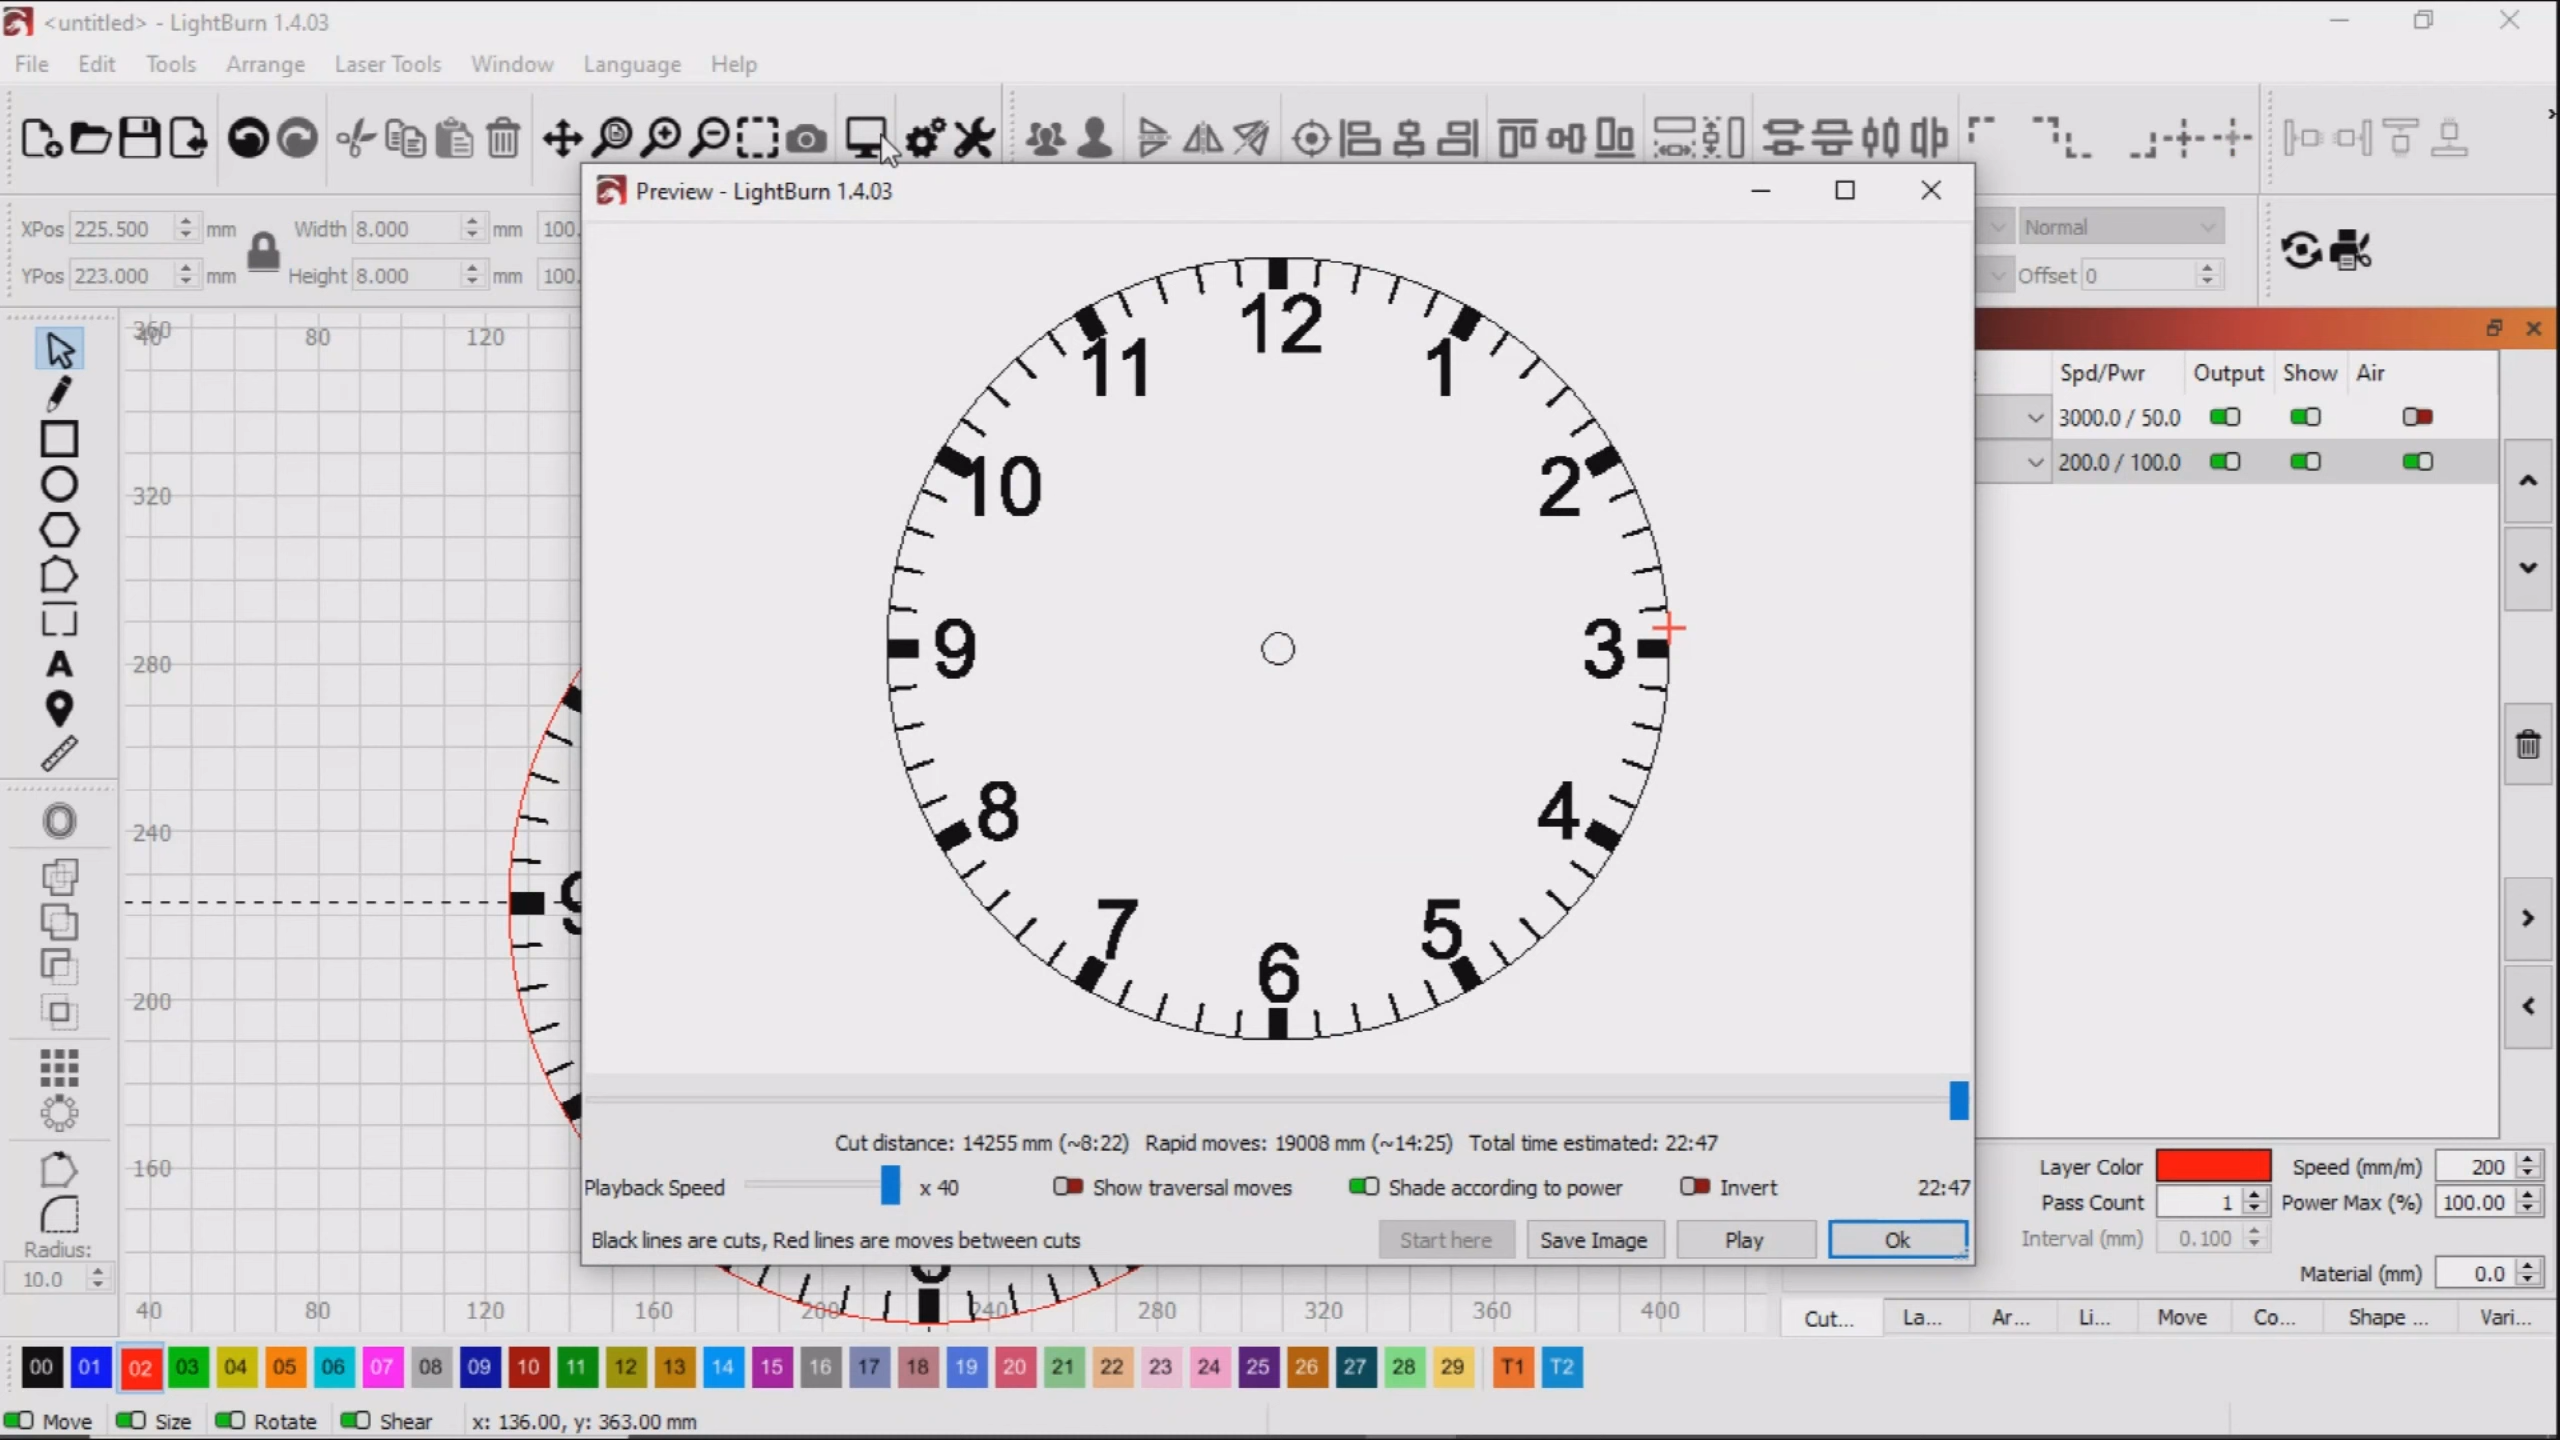 <untitled> - LightBurn 1.4.03
File Edit Tools Arrange Laser Tools Window Language Help
Preview - LightBurn 1.4.03
XPos 225.500 mm Width 8.000 mm 100.
YPos 223.000 mm Height 8.000 mm 100.
Normal
Offset 0
360
40 80 120
320
280
240
200
160
12
11 1
10 2
9 3
8 4
7 5
6
Spd/Pwr Output Show Air
3000.0 / 50.0
200.0 / 100.0
Cut distance: 14255 mm (~8:22) Rapid moves: 19008 mm (~14:25) Total time estimated: 22:47
Playback Speed x 40 Show traversal moves Shade according to power Invert 22:47
Black lines are cuts, Red lines are moves between cuts Start here Save Image Play Ok
Layer Color Speed (mm/m) 200
Pass Count 1 Power Max (%) 100.00
Interval (mm) 0.100
Material (mm) 0.0
Radius:
10.0
40 80 120 160 200 240 280 320 360 400
Cut... La... Ar... Li... Move Co... Shape ... Vari...
00 01 02 03 04 05 06 07 08 09 10 11 12 13 14 15 16 17 18 19 20 21 22 23 24 25 26 27 28 29 T1 T2
Move Size Rotate Shear x: 136.00, y: 363.00 mm